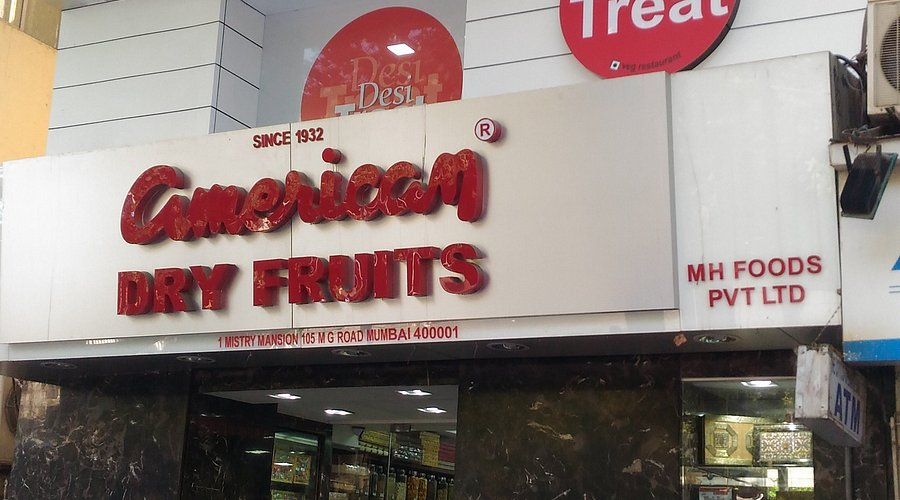 Treat
veg restaurant
Desi
Desi
SINCE 1932
American ®
DRY FRUITS
MH FOODS
PVT LTD
1 MISTRY MANSION 105 M G ROAD MUMBAI 400001
ATM